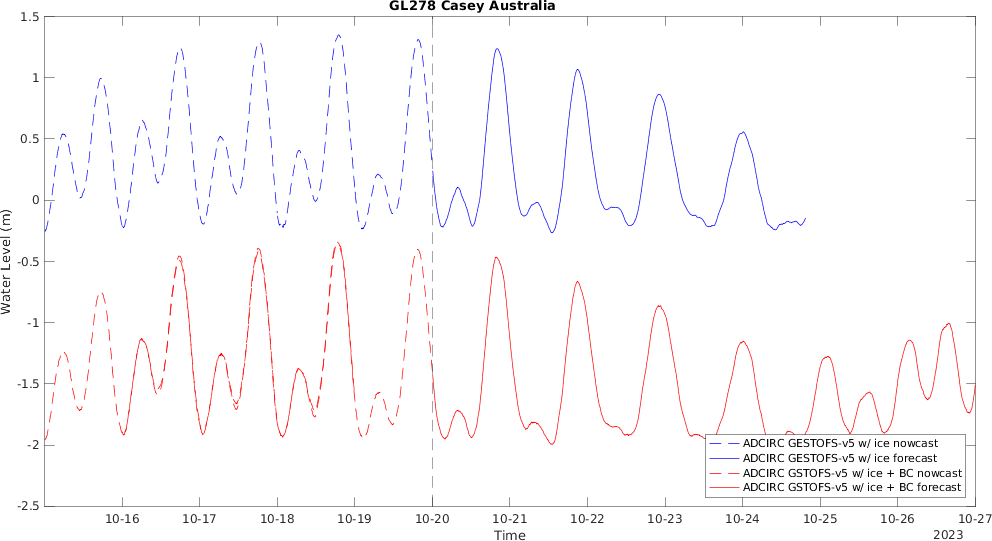 GL278 Casey Australia
1.5
1
0.5
0
-0.5
-1
-1.5
-2
-2.5
Water Level (m)
ADCIRC GESTOFS-v5 w/ ice nowcast
ADCIRC GESTOFS-v5 w/ ice forecast
ADCIRC GSTOFS-v5 w/ ice + BC nowcast
ADCIRC GSTOFS-v5 w/ ice + BC forecast
10-16 10-17 10-18 10-19 10-20 10-21 10-22 10-23 10-24 10-25 10-26 10-27
Time
2023